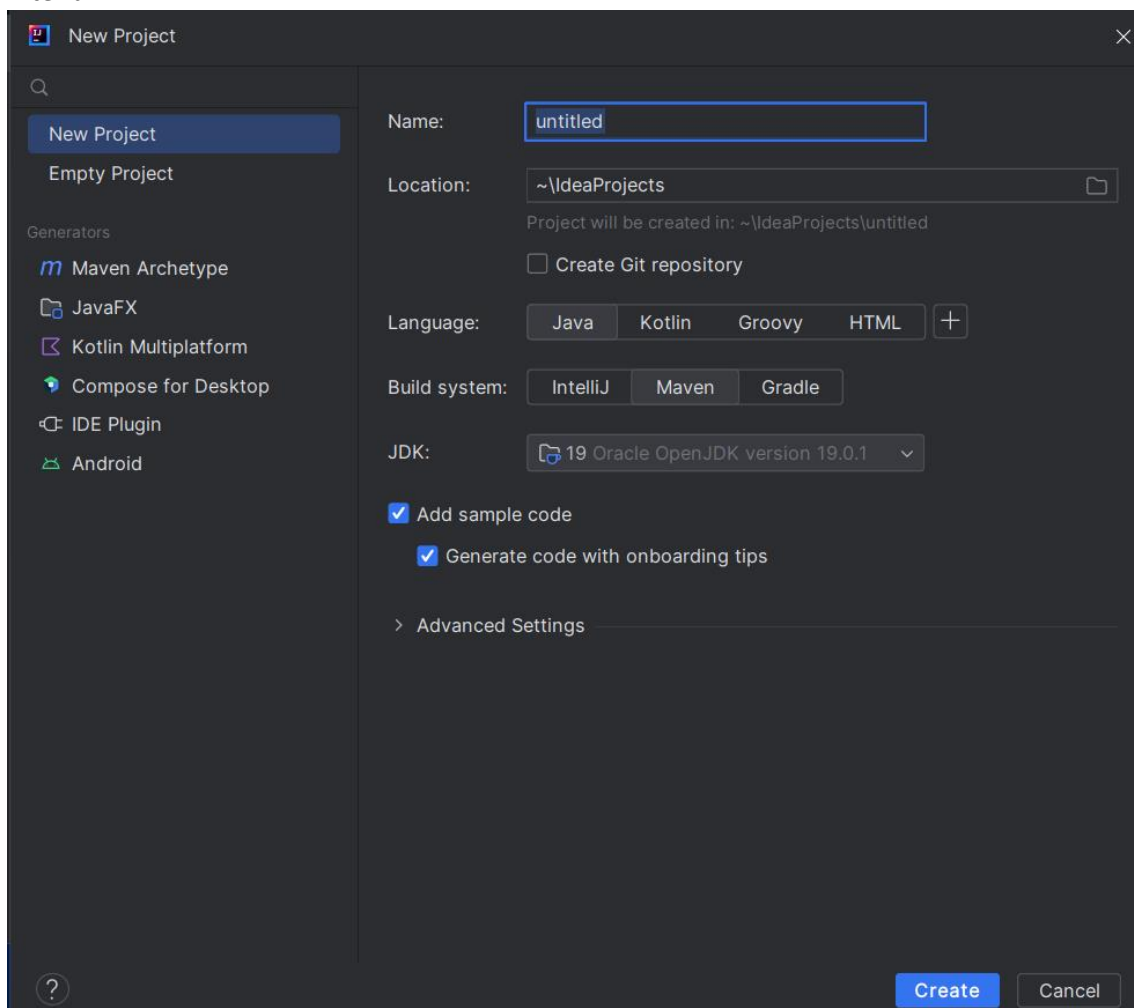 New Project
New Project
Empty Project
Generators
Maven Archetype
JavaFX
Kotlin Multiplatform
Compose for Desktop
IDE Plugin
Android
Name: untitled
Location: ~\IdeaProjects
Project will be created in: ~\IdeaProjects\untitled
Create Git repository
Language: Java Kotlin Groovy HTML +
Build system: IntelliJ Maven Gradle
JDK: 19 Oracle OpenJDK version 19.0.1
Add sample code
Generate code with onboarding tips
Advanced Settings
? Create Cancel